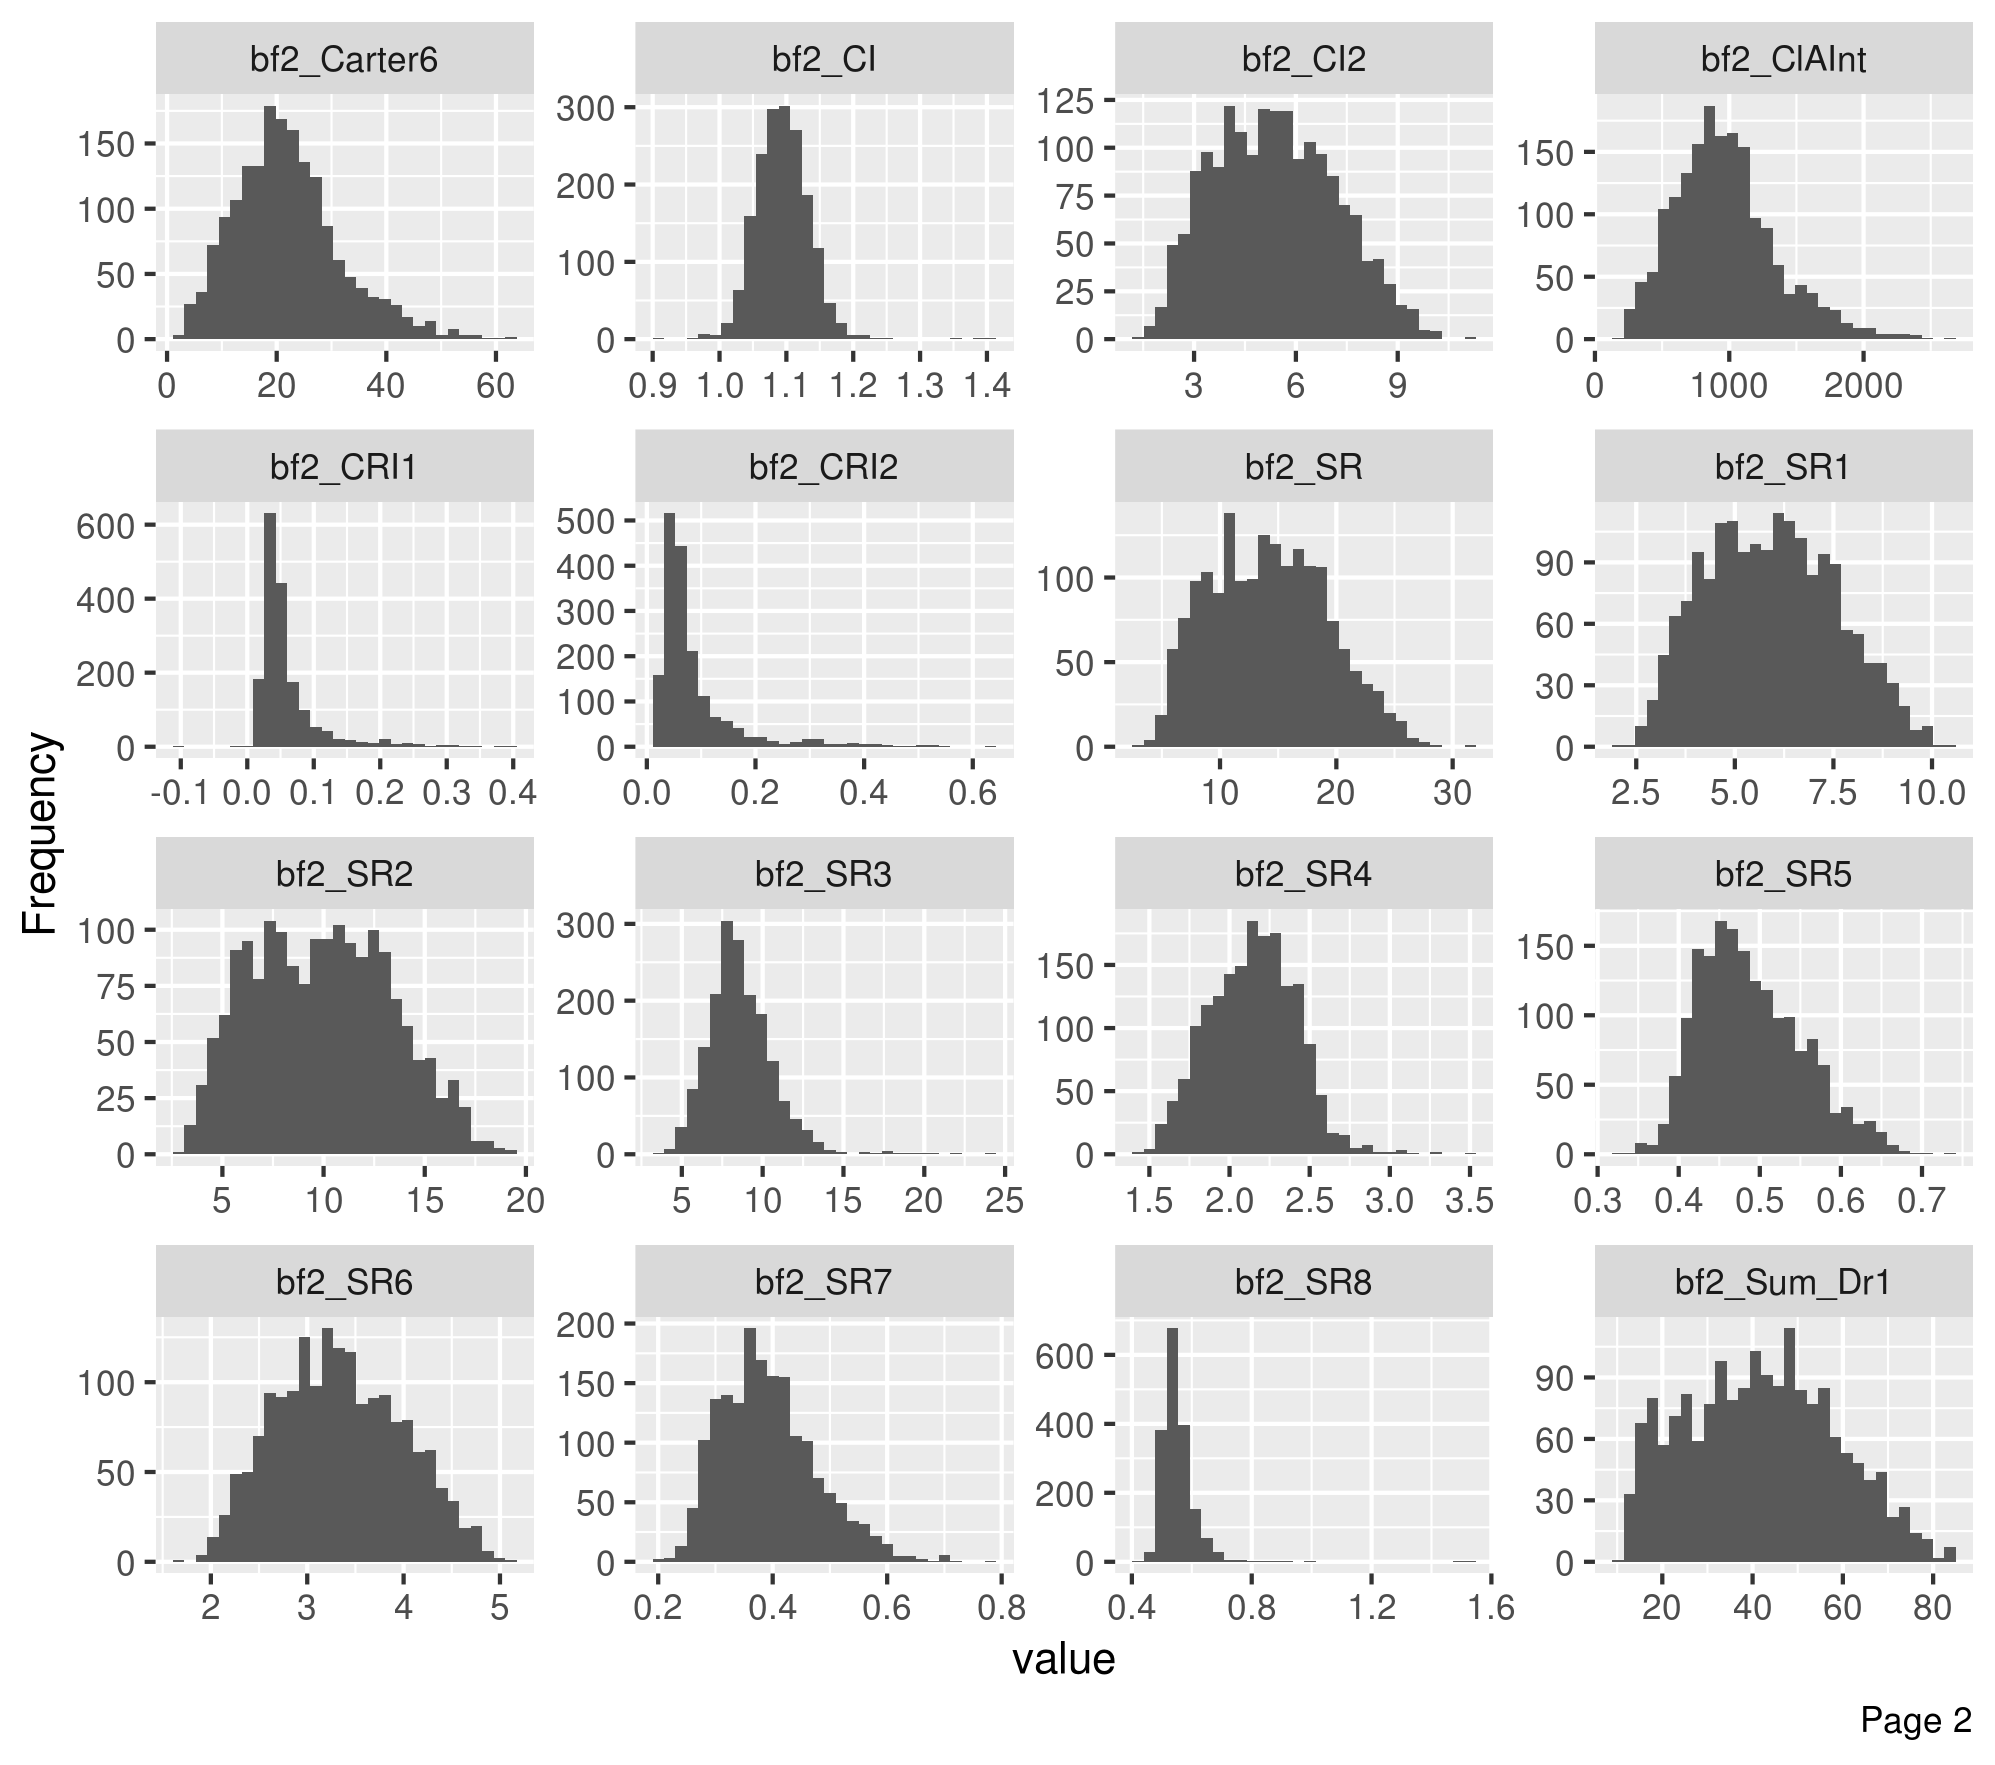 bf2_Carter6 bf2_CI bf2_CI2 bf2_ClAInt
150 100 50 0
300 200 100 0
125 100 75 50 25 0
150 100 50 0
0 20 40 60
0.9 1.0 1.1 1.2 1.3 1.4
3 6 9
0 1000 2000
bf2_CRI1 bf2_CRI2 bf2_SR bf2_SR1
600 400 200 0
500 400 300 200 100 0
100 50 0
90 60 30 0
-0.1 0.0 0.1 0.2 0.3 0.4
0.0 0.2 0.4 0.6
10 20 30
2.5 5.0 7.5 10.0
Frequency
bf2_SR2 bf2_SR3 bf2_SR4 bf2_SR5
100 75 50 25 0
300 200 100 0
150 100 50 0
150 100 50 0
5 10 15 20
5 10 15 20 25
1.5 2.0 2.5 3.0 3.5
0.3 0.4 0.5 0.6 0.7
bf2_SR6 bf2_SR7 bf2_SR8 bf2_Sum_Dr1
100 50 0
200 150 100 50 0
600 400 200 0
90 60 30 0
2 3 4 5
0.2 0.4 0.6 0.8
0.4 0.8 1.2 1.6
20 40 60 80
value
Page 2